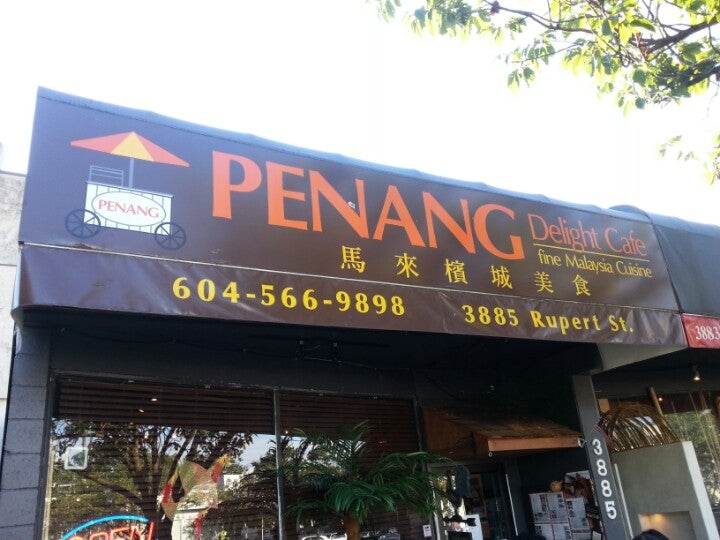 PENANG
PENANG
Delight Cafe
fine Malaysia Cuisine
馬來檳城美食
604-566-9898 3885 Rupert St.
3883
3885
OPEN